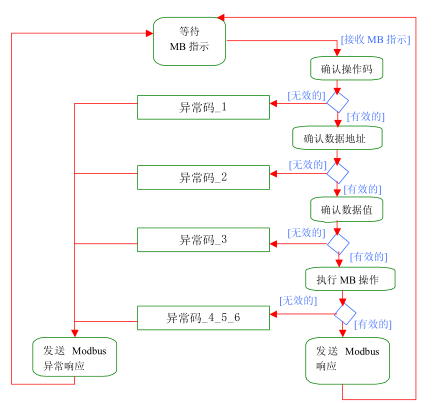 等待
MB 指示
[接收 MB 指示]
确认操作码
[无效的]
异常码_1
[有效的]
确认数据地址
[无效的]
异常码_2
[有效的]
确认数据值
[无效的]
异常码_3
[有效的]
执行 MB 操作
[无效的]
异常码_4_5_6
[有效的]
发送 Modbus
异常响应
发送 Modbus
响应